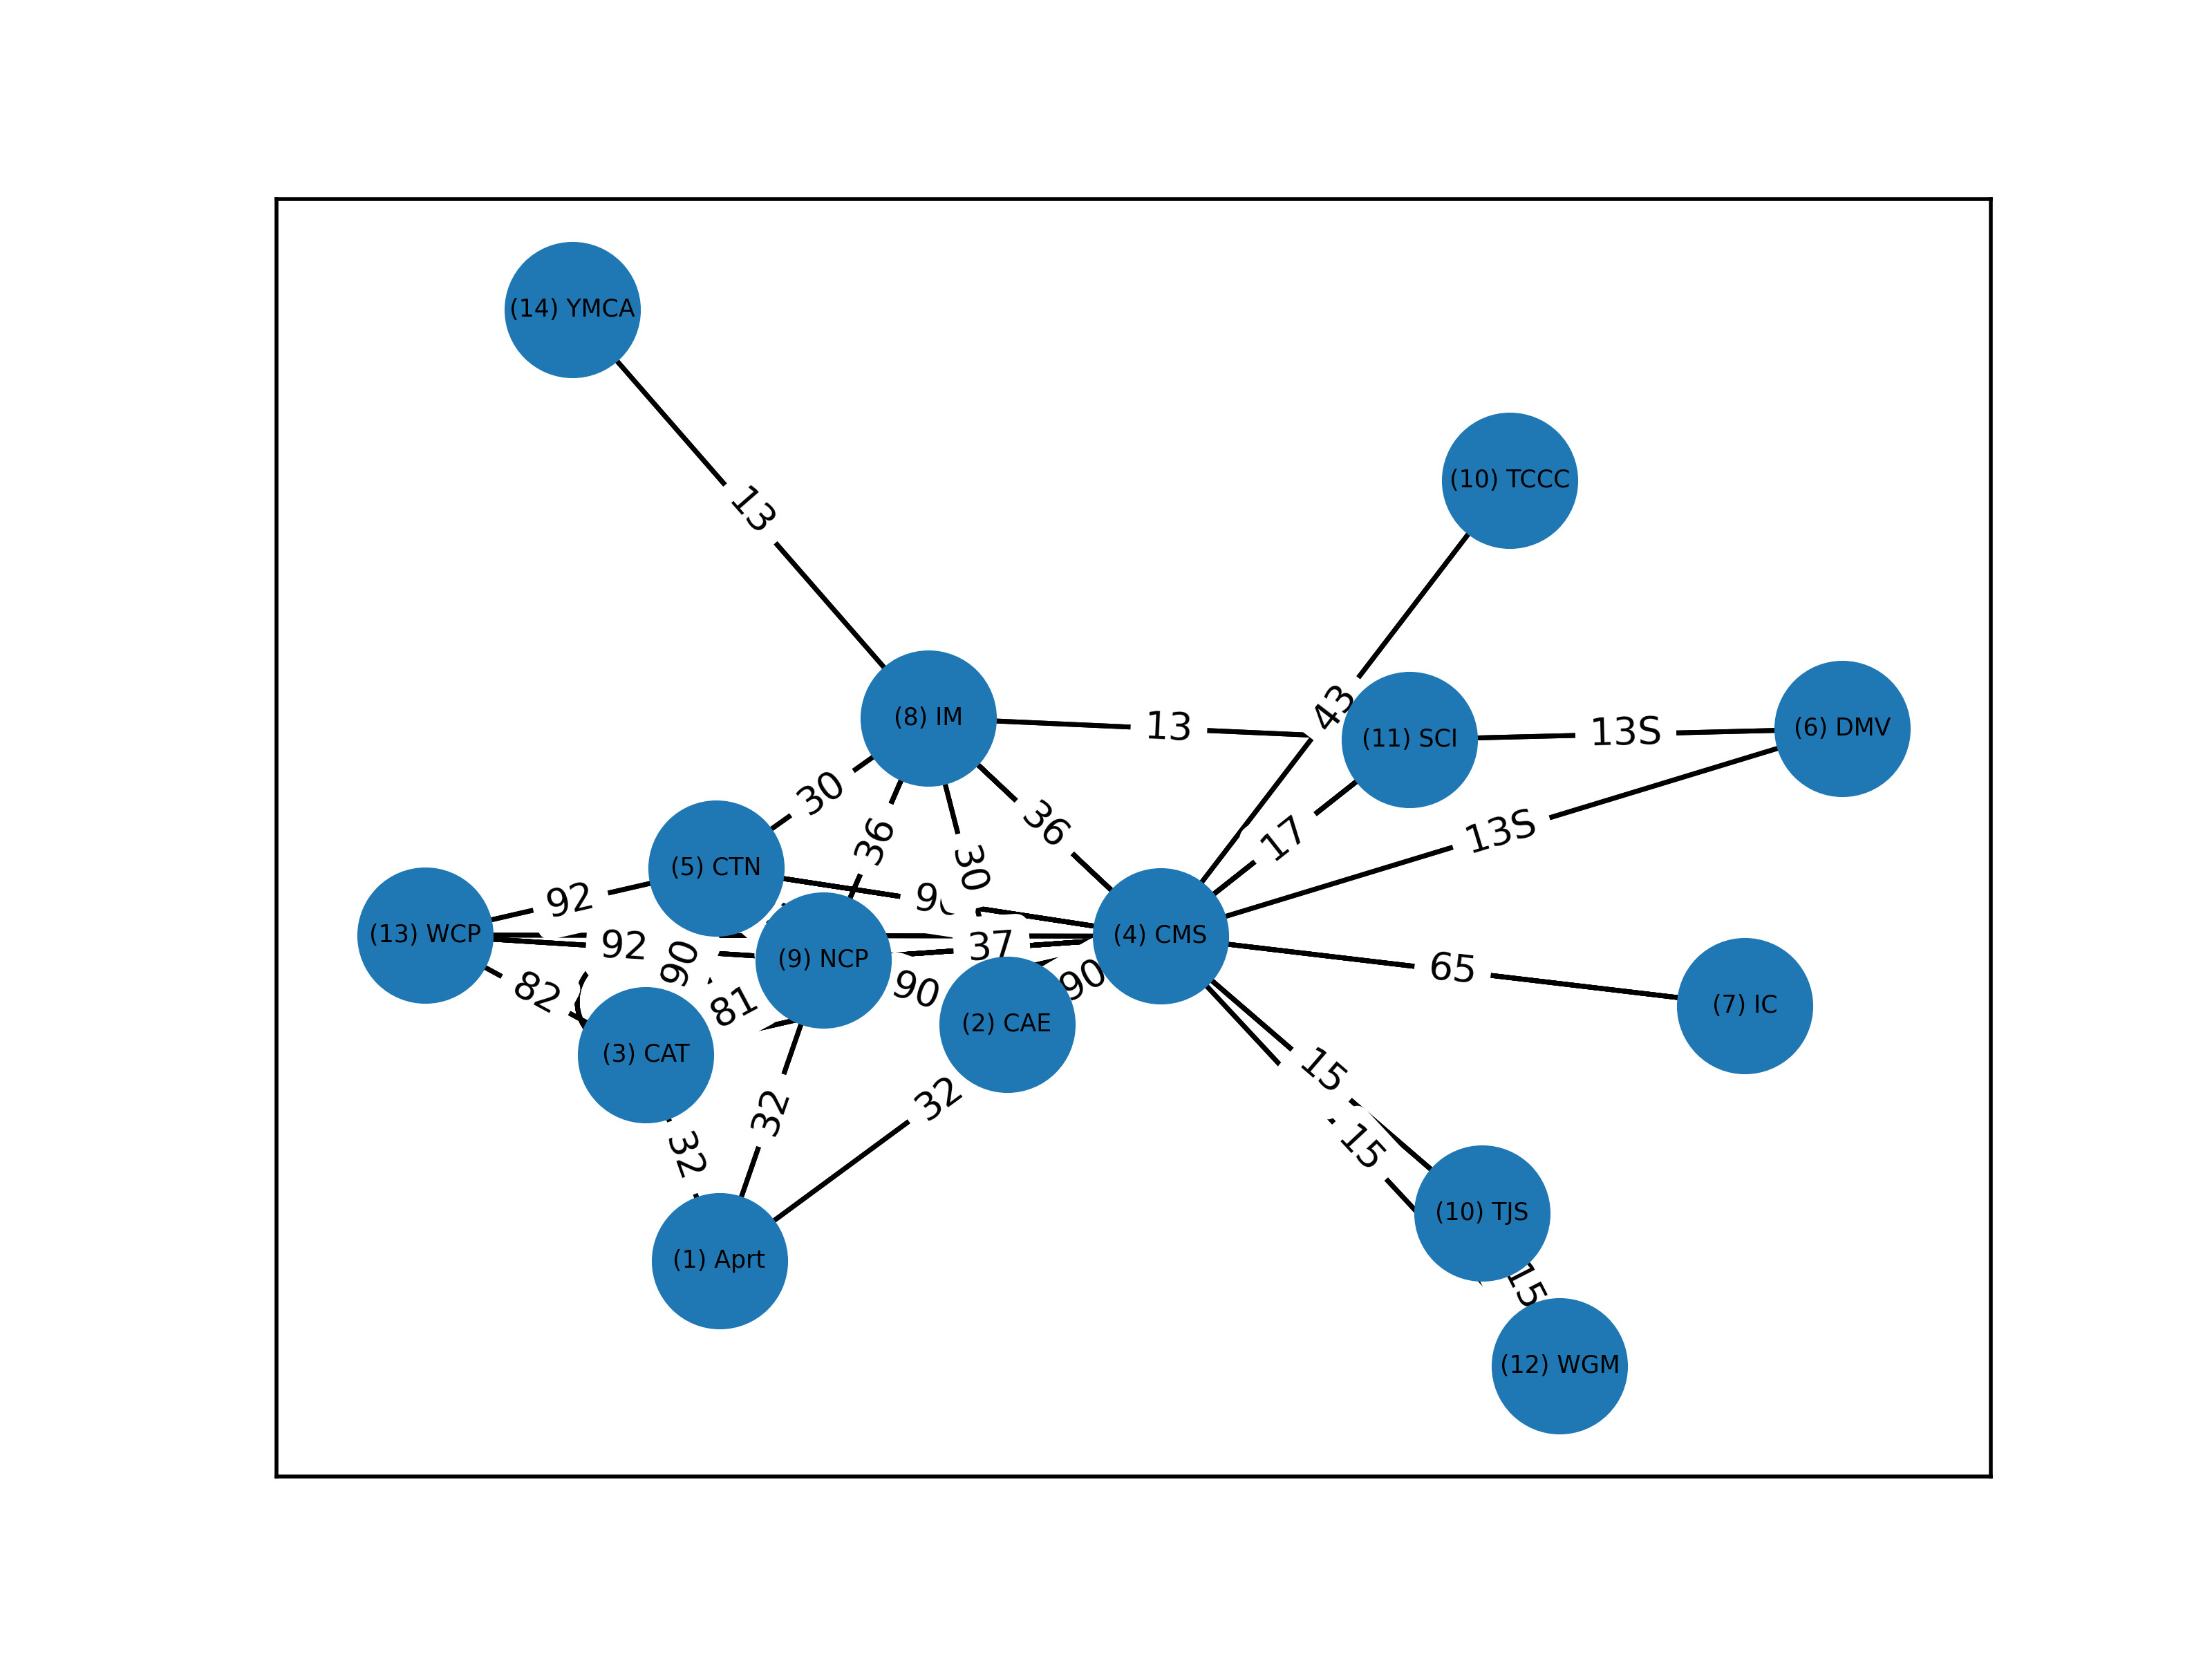 (14) YMCA
(10) TCCC
13
43
(8) IM
13
(11) SCI
13S
(6) DMV
30
36
36
30
17
13S
(5) CTN
92
(13) WCP
92
37
(9) NCP
(4) CMS
65
(7) IC
82
90
81
90
90
(2) CAE
(3) CAT
32
32
32
15
15
(10) TJS
(1) Aprt
15
(12) WGM